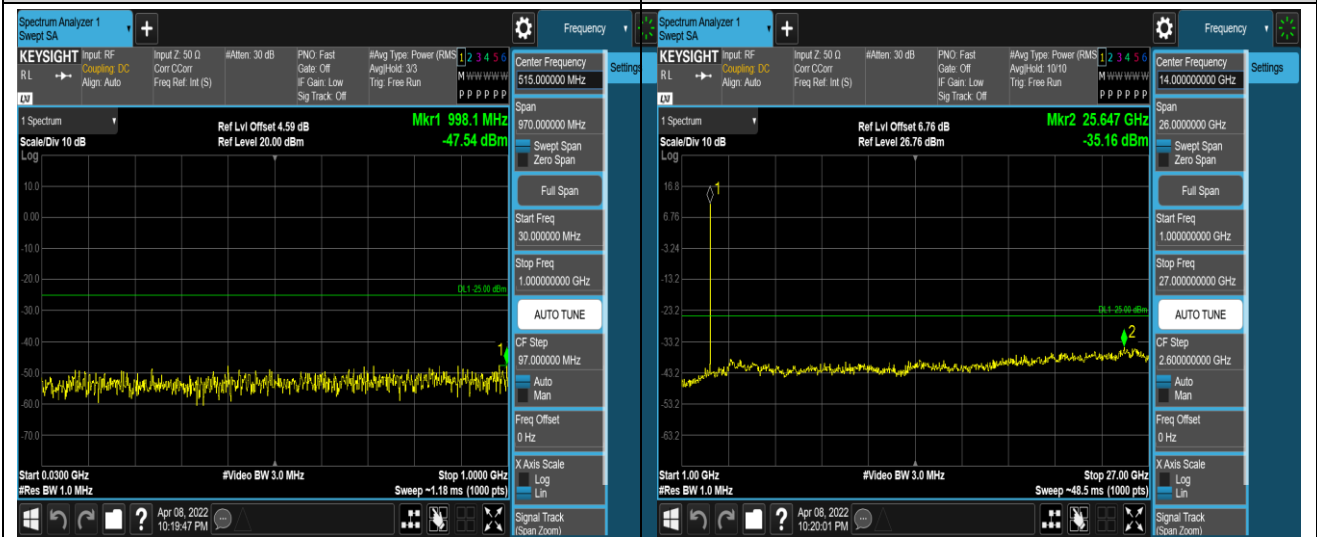 Spectrum Analyzer 1
Swept SA
Frequency
KEYSIGHT
RL
LXI
Input: RF
Coupling: DC
Align: Auto
Input Z: 50 Ω
Corr CCorr
Freq Ref: Int (S)
#Atten: 30 dB
PNO: Fast
Gate: Off
IF Gain: Low
Sig Track: Off
#Avg Type: Power (RMS
Avg|Hold: 3/3
Trig: Free Run
1 2 3 4 5 6
M W W W W W
P P P P P P
Center Frequency
515.000000 MHz
Settings
Span
970.000000 MHz
Swept Span
Zero Span
Full Span
Start Freq
30.000000 MHz
Stop Freq
1.000000000 GHz
AUTO TUNE
CF Step
97.000000 MHz
Auto
Man
Freq Offset
0 Hz
X Axis Scale
Log
Lin
Signal Track
(Span Zoom)
1 Spectrum
Scale/Div 10 dB
Log
Ref Lvl Offset 4.59 dB
Ref Level 20.00 dBm
Mkr1 998.1 MHz
-47.54 dBm
10.0
0.00
-10.0
-20.0
DL1 -25.00 dBm
-30.0
-40.0
1
-50.0
-60.0
-70.0
Start 0.0300 GHz
#Res BW 1.0 MHz
#Video BW 3.0 MHz
Stop 1.0000 GHz
Sweep ~1.18 ms (1000 pts)
?
Apr 08, 2022
10:19:47 PM
Spectrum Analyzer 1
Swept SA
Frequency
KEYSIGHT
RL
LXI
Input: RF
Coupling: DC
Align: Auto
Input Z: 50 Ω
Corr CCorr
Freq Ref: Int (S)
#Atten: 30 dB
PNO: Fast
Gate: Off
IF Gain: Low
Sig Track: Off
#Avg Type: Power (RMS
Avg|Hold: 10/10
Trig: Free Run
1 2 3 4 5 6
M W W W W W
P P P P P P
Center Frequency
14.000000000 GHz
Settings
Span
26.0000000 GHz
Swept Span
Zero Span
Full Span
Start Freq
1.000000000 GHz
Stop Freq
27.000000000 GHz
AUTO TUNE
CF Step
2.600000000 GHz
Auto
Man
Freq Offset
0 Hz
X Axis Scale
Log
Lin
Signal Track
(Span Zoom)
1 Spectrum
Scale/Div 10 dB
Log
Ref Lvl Offset 6.76 dB
Ref Level 26.76 dBm
Mkr2 25.647 GHz
-35.16 dBm
16.8
1
6.76
-3.24
-13.2
-23.2
DL1 -25.00 dBm
-33.2
2
-43.2
-53.2
-63.2
Start 1.00 GHz
#Res BW 1.0 MHz
#Video BW 3.0 MHz
Stop 27.00 GHz
Sweep ~48.5 ms (1000 pts)
?
Apr 08, 2022
10:20:01 PM